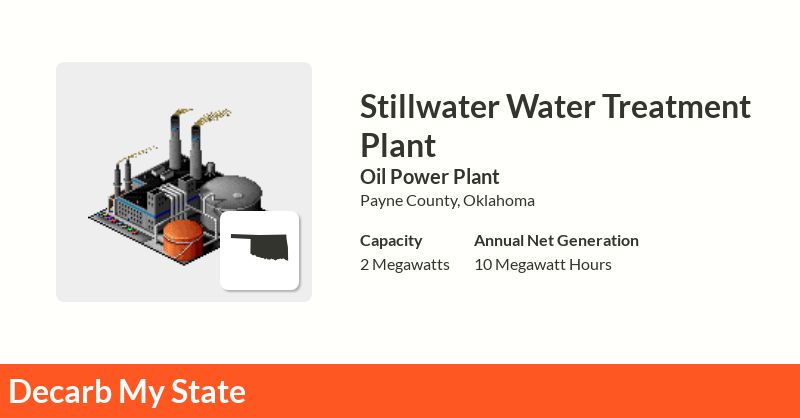 Stillwater Water Treatment
Plant
Oil Power Plant
Payne County, Oklahoma
Capacity
Annual Net Generation
2 Megawatts
10 Megawatt Hours
Decarb My State